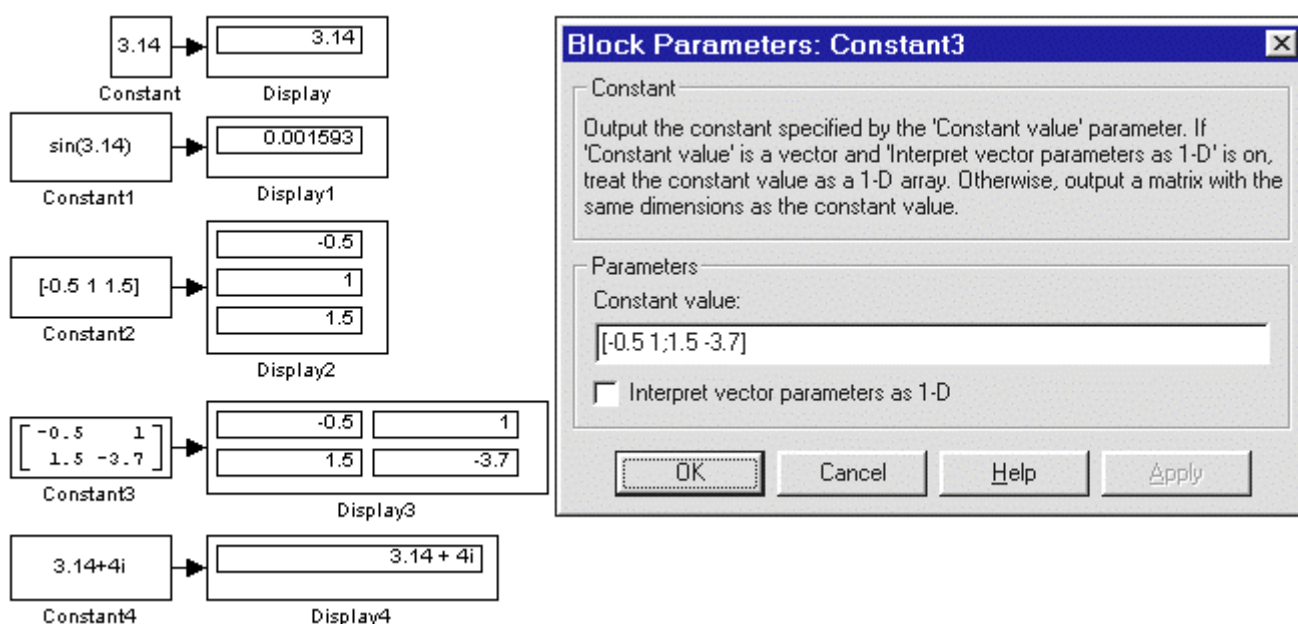 3.14
3.14
Constant
Display
sin(3.14)
0.001593
Constant1
Display1
[-0.5 1 1.5]
-0.5
1
1.5
Constant2
Display2
-0.5 1
1.5 -3.7
-0.5 1
1.5 -3.7
Constant3
Display3
3.14+4i
3.14 + 4i
Constant4
Display4
Block Parameters: Constant3
Constant
Output the constant specified by the 'Constant value' parameter. If
'Constant value' is a vector and 'Interpret vector parameters as 1-D' is on,
treat the constant value as a 1-D array. Otherwise, output a matrix with the
same dimensions as the constant value.
Parameters
Constant value:
[-0.5 1;1.5 -3.7]
Interpret vector parameters as 1-D
OK
Cancel
Help
Apply